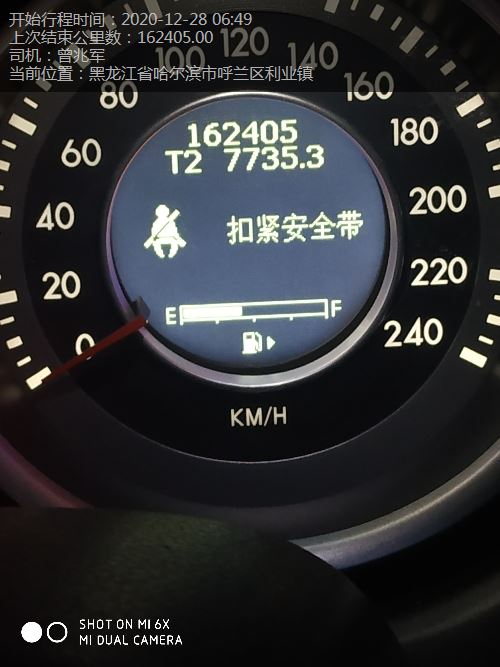 开始行程时间：2020-12-28 06:49
上次结束公里数：162405.00
司机：曾兆军
当前位置：黑龙江省哈尔滨市呼兰区利业镇
0
20
40
60
80
100
120
140
160
180
200
220
240
162405
T2 7735.3
扣紧安全带
E F
KM/H
SHOT ON MI 6X
MI DUAL CAMERA